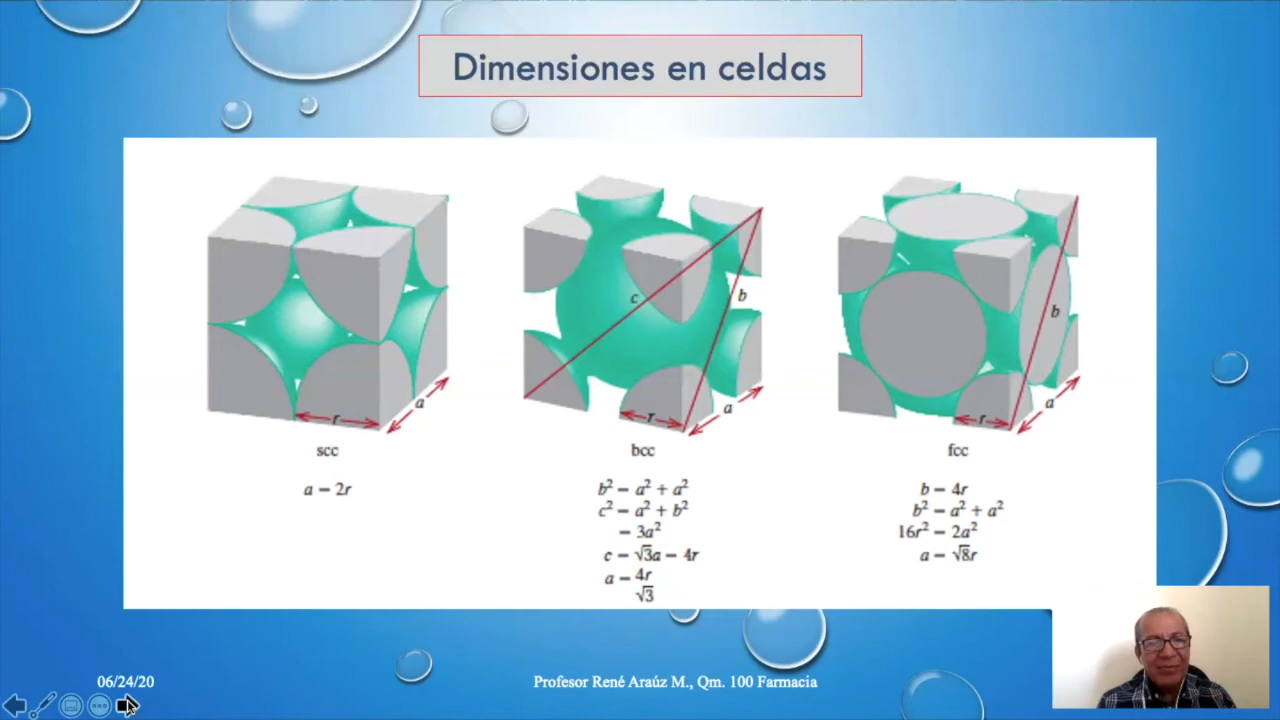 Dimensiones en celdas
c
b
b
r
a
r
a
r
a
scc
bcc
fcc
a = 2r
b² = a² + a²
c² = a² + b²
= 3a²
c = √3a = 4r
a = 4r
√3
b = 4r
b² = a² + a²
16r² = 2a²
a = √8r
06/24/20
Profesor René Araúz M., Qm. 100 Farmacia